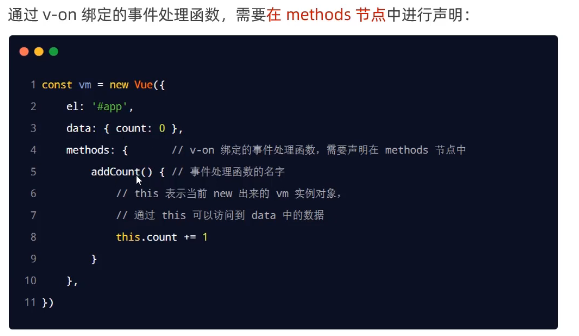 通过 v-on 绑定的事件处理函数，需要在 methods 节点中进行声明：
1 const vm = new Vue({
2 el: '#app',
3 data: { count: 0 },
4 methods: { // v-on 绑定的事件处理函数，需要声明在 methods 节点中
5 addCount() { // 事件处理函数的名字
6 // this 表示当前 new 出来的 vm 实例对象，
7 // 通过 this 可以访问到 data 中的数据
8 this.count += 1
9 }
10 },
11 })